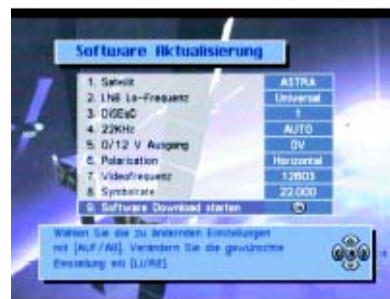 Software Aktualisierung
1. Satellit ASTRA
2. LNB Lo-Frequenz Universal
3. DiSEqC 1
4. 22KHz AUTO
5. 0/12 V Ausgang 0V
6. Polarisation Horizontal
7. Videofrequenz 12603
8. Symbolrate 22.000
9. Software Download starten
Wählen Sie die zu ändernden Einstellungen
mit [AUF/AB]. Verändern Sie die gewünschte
Einstellung mit [LI/RE].